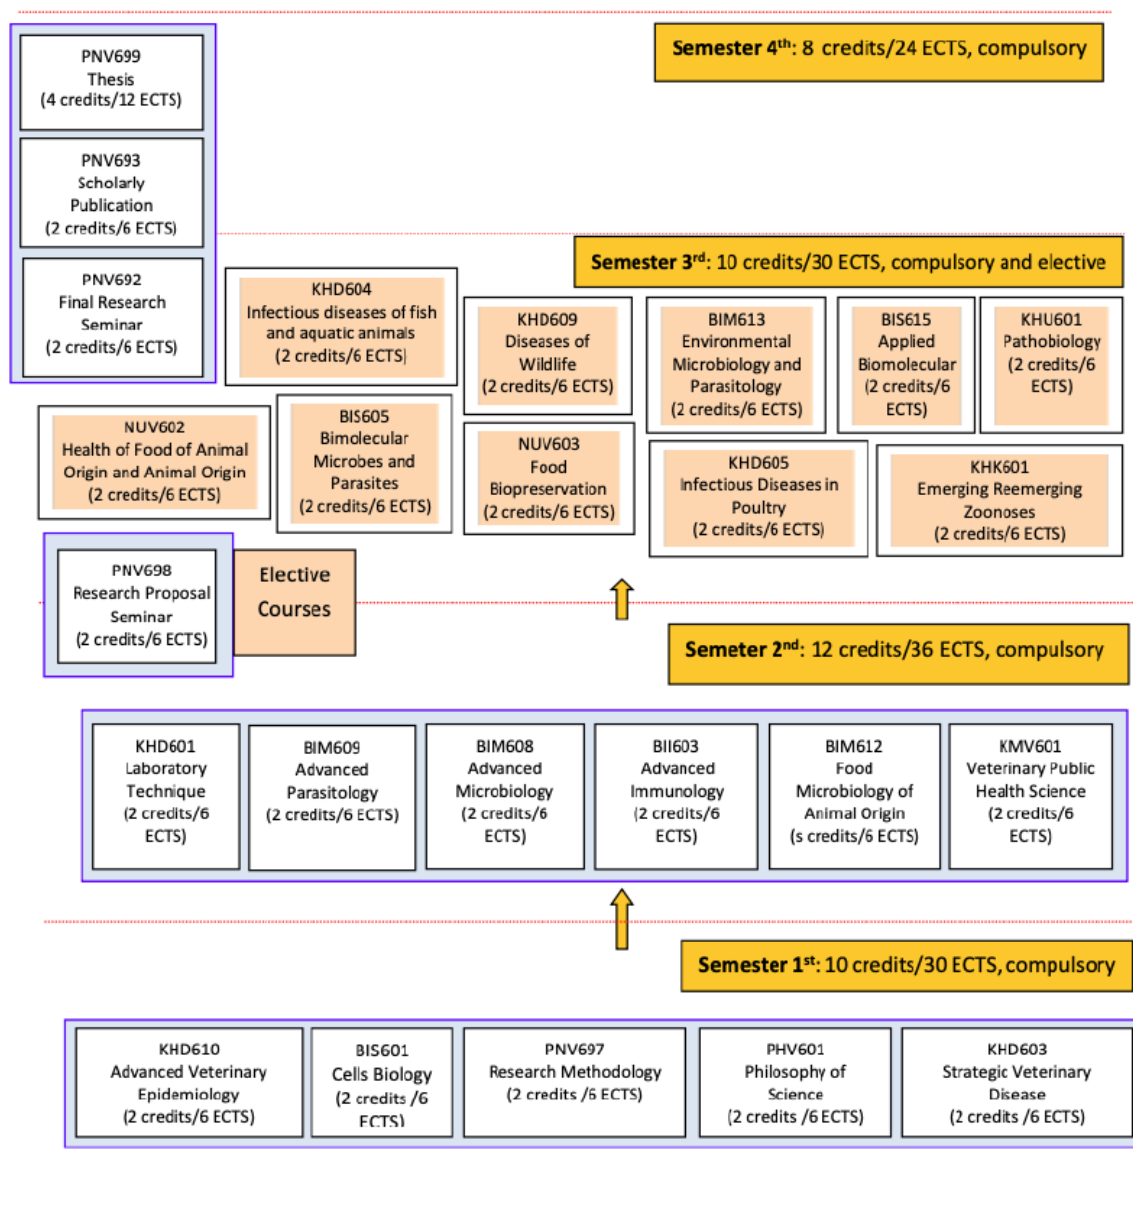 Semester 4th: 8 credits/24 ECTS, compulsory
PNV699
Thesis
(4 credits/12 ECTS)
PNV693
Scholarly
Publication
(2 credits/6 ECTS)
PNV692
Final Research
Seminar
(2 credits/6 ECTS)
Semester 3rd: 10 credits/30 ECTS, compulsory and elective
KHD604
Infectious diseases of fish
and aquatic animals
(2 credits/6 ECTS)
KHD609
Diseases of
Wildlife
(2 credits/6 ECTS)
BIM613
Environmental
Microbiology and
Parasitology
(2 credits/6 ECTS)
BIS615
Applied
Biomolecular
(2 credits/6
ECTS)
KHU601
Pathobiology
(2 credits/6
ECTS)
NUV602
Health of Food of Animal
Origin and Animal Origin
(2 credits/6 ECTS)
BIS605
Bimolecular
Microbes and
Parasites
(2 credits/6 ECTS)
NUV603
Food
Biopreservation
(2 credits/6 ECTS)
KHD605
Infectious Diseases in
Poultry
(2 credits/6 ECTS)
KHK601
Emerging Reemerging
Zoonoses
(2 credits/6 ECTS)
PNV698
Research Proposal
Seminar
(2 credits/6 ECTS)
Elective
Courses
Semeter 2nd: 12 credits/36 ECTS, compulsory
KHD601
Laboratory
Technique
(2 credits/6
ECTS)
BIM609
Advanced
Parasitology
(2 credits/6 ECTS)
BIM608
Advanced
Microbiology
(2 credits/6
ECTS)
BII603
Advanced
Immunology
(2 credits/6
ECTS)
BIM612
Food
Microbiology of
Animal Origin
(s credits/6 ECTS)
KMV601
Veterinary Public
Health Science
(2 credits/6
ECTS)
Semester 1st: 10 credits/30 ECTS, compulsory
KHD610
Advanced Veterinary
Epidemiology
(2 credits/6 ECTS)
BIS601
Cells Biology
(2 credits /6
ECTS)
PNV697
Research Methodology
(2 credits /6 ECTS)
PHV601
Philosophy of
Science
(2 credits /6 ECTS)
KHD603
Strategic Veterinary
Disease
(2 credits /6 ECTS)